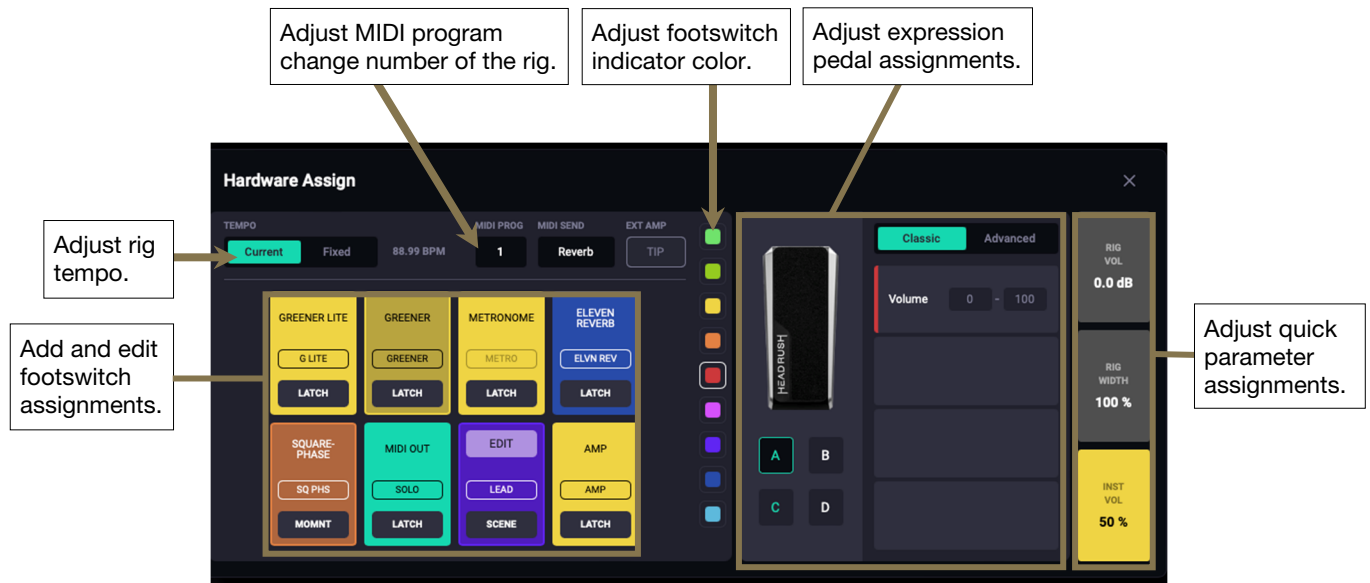 Adjust MIDI program
change number of the rig.
Adjust footswitch
indicator color.
Adjust expression
pedal assignments.
Hardware Assign
×
Adjust rig
tempo.
TEMPO
Current
Fixed
88.99 BPM
MIDI PROG
1
MIDI SEND
Reverb
EXT AMP
TIP
Add and edit
footswitch
assignments.
GREENER LITE
G LITE
LATCH
GREENER
GREENER
LATCH
METRONOME
METRO
LATCH
ELEVEN
REVERB
ELVN REV
LATCH
SQUARE-
PHASE
SQ PHS
MOMNT
MIDI OUT
SOLO
LATCH
EDIT
LEAD
SCENE
AMP
AMP
LATCH
HEADRUSH
A
B
C
D
Classic
Advanced
Volume
0 - 100
RIG
VOL
0.0 dB
RIG
WIDTH
100 %
INST
VOL
50 %
Adjust quick
parameter
assignments.